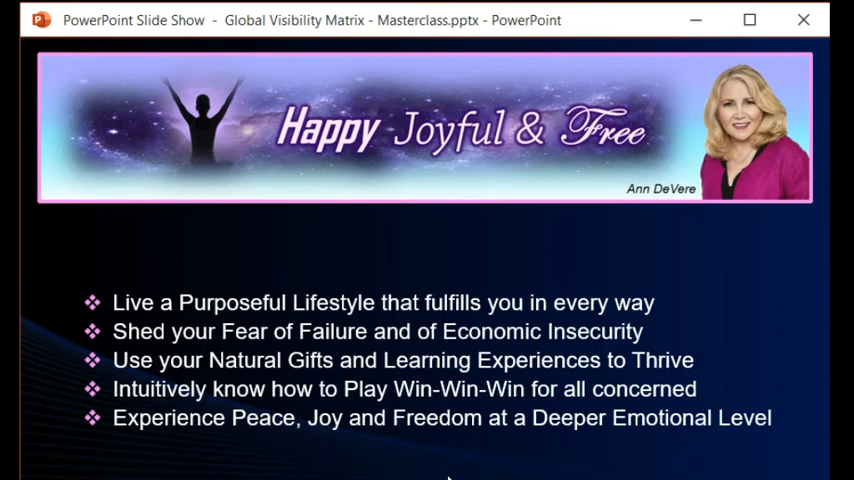 PowerPoint Slide Show - Global Visibility Matrix - Masterclass.pptx - PowerPoint
Happy Joyful & Free
Ann DeVere
Live a Purposeful Lifestyle that fulfills you in every way
Shed your Fear of Failure and of Economic Insecurity
Use your Natural Gifts and Learning Experiences to Thrive
Intuitively know how to Play Win-Win-Win for all concerned
Experience Peace, Joy and Freedom at a Deeper Emotional Level